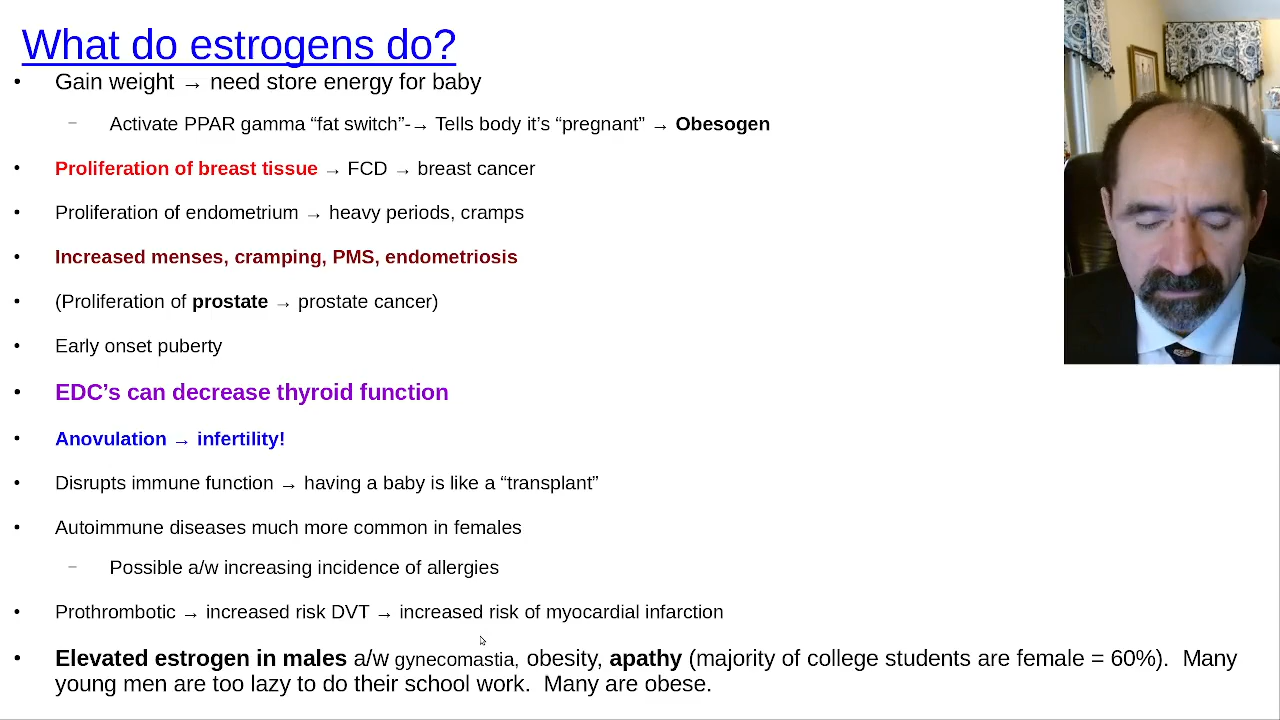 What do estrogens do?
• Gain weight → need store energy for baby
– Activate PPAR gamma “fat switch”-→ Tells body it’s “pregnant” → Obesogen
• Proliferation of breast tissue → FCD → breast cancer
• Proliferation of endometrium → heavy periods, cramps
• Increased menses, cramping, PMS, endometriosis
• (Proliferation of prostate → prostate cancer)
• Early onset puberty
• EDC’s can decrease thyroid function
• Anovulation → infertility!
• Disrupts immune function → having a baby is like a “transplant”
• Autoimmune diseases much more common in females
– Possible a/w increasing incidence of allergies
• Prothrombotic → increased risk DVT → increased risk of myocardial infarction
• Elevated estrogen in males a/w gynecomastia, obesity, apathy (majority of college students are female = 60%).  Many
young men are too lazy to do their school work.  Many are obese.